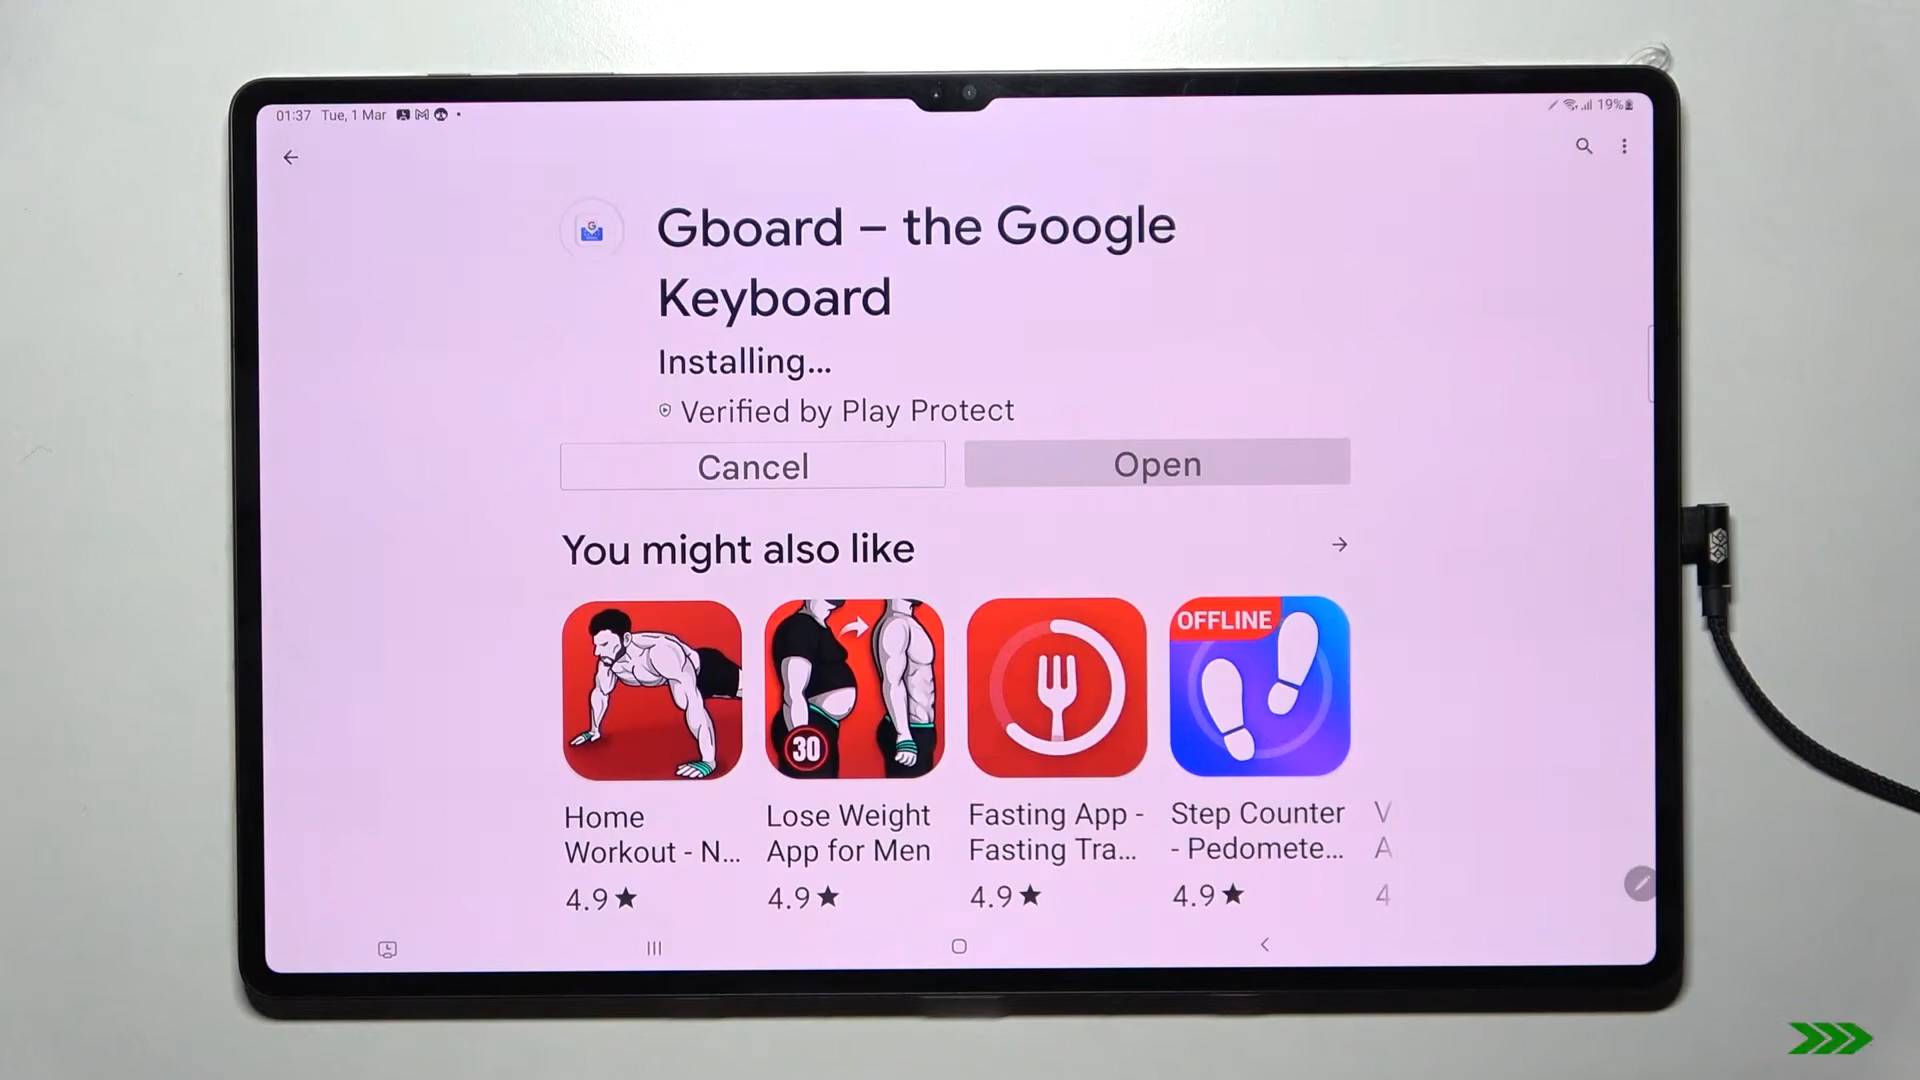 01:37 Tue, 1 Mar
19%
Gboard – the Google
Keyboard
Installing...
Verified by Play Protect
Cancel
Open
You might also like
30
OFFLINE
Home
Workout - N...
4.9★
Lose Weight
App for Men
4.9★
Fasting App -
Fasting Tra...
4.9★
Step Counter
- Pedomete...
4.9★
V
A
4